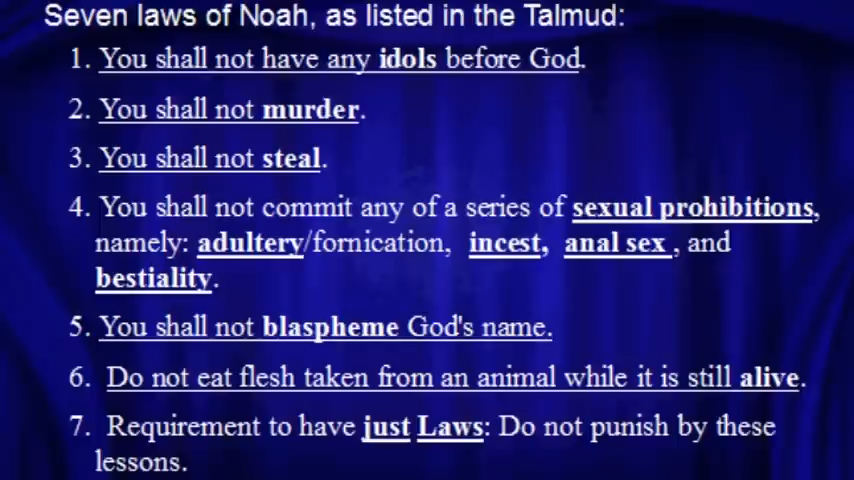 Seven laws of Noah, as listed in the Talmud:
1. You shall not have any idols before God.
2. You shall not murder.
3. You shall not steal.
4. You shall not commit any of a series of sexual prohibitions,
namely: adultery/fornication, incest, anal sex , and
bestiality.
5. You shall not blaspheme God's name.
6. Do not eat flesh taken from an animal while it is still alive.
7. Requirement to have just Laws: Do not punish by these
lessons.